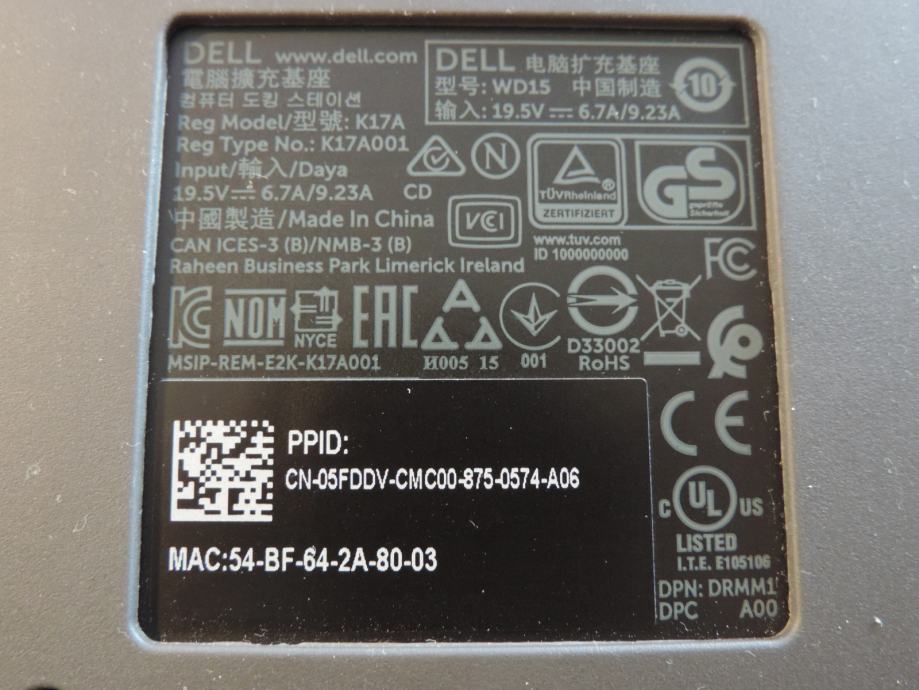 DELL www.dell.com
電腦擴充基座
컴퓨터 도킹 스테이션
Reg Model/型號: K17A
Reg Type No.: K17A001
Input/輸入/Daya
19.5V⎓ 6.7A/9.23A
CD
中國製造/Made In China
CAN ICES-3 (B)/NMB-3 (B)
Raheen Business Park Limerick Ireland
DELL 电脑扩充基座
型号: WD15 中国制造
输入: 19.5V⎓ 6.7A/9.23A
10
N
VCI
TÜVRheinland
ZERTIFIZIERT
www.tuv.com
ID 1000000000
GS
geprüfte
Sicherheit
FC
KC
NOM
NYCE
EAC
MSIP-REM-E2K-K17A001
И005 15
001
D33002
RoHS
CE
PPID:
CN-05FDDV-CMC00-875-0574-A06
MAC:54-BF-64-2A-80-03
C UL US
LISTED
I.T.E. E105106
DPN: DRMM1
DPC A00